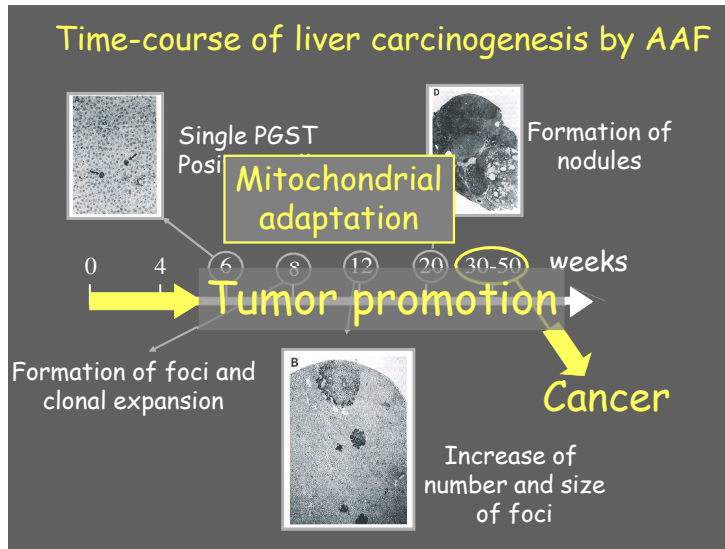 Time-course of liver carcinogenesis by AAF
A
Single PGST
D
Formation of
nodules
Mitochondrial
adaptation
0 4 6 8 12 20 30-50 weeks
Tumor promotion
Formation of foci and
clonal expansion
B
Cancer
Increase of
number and size
of foci